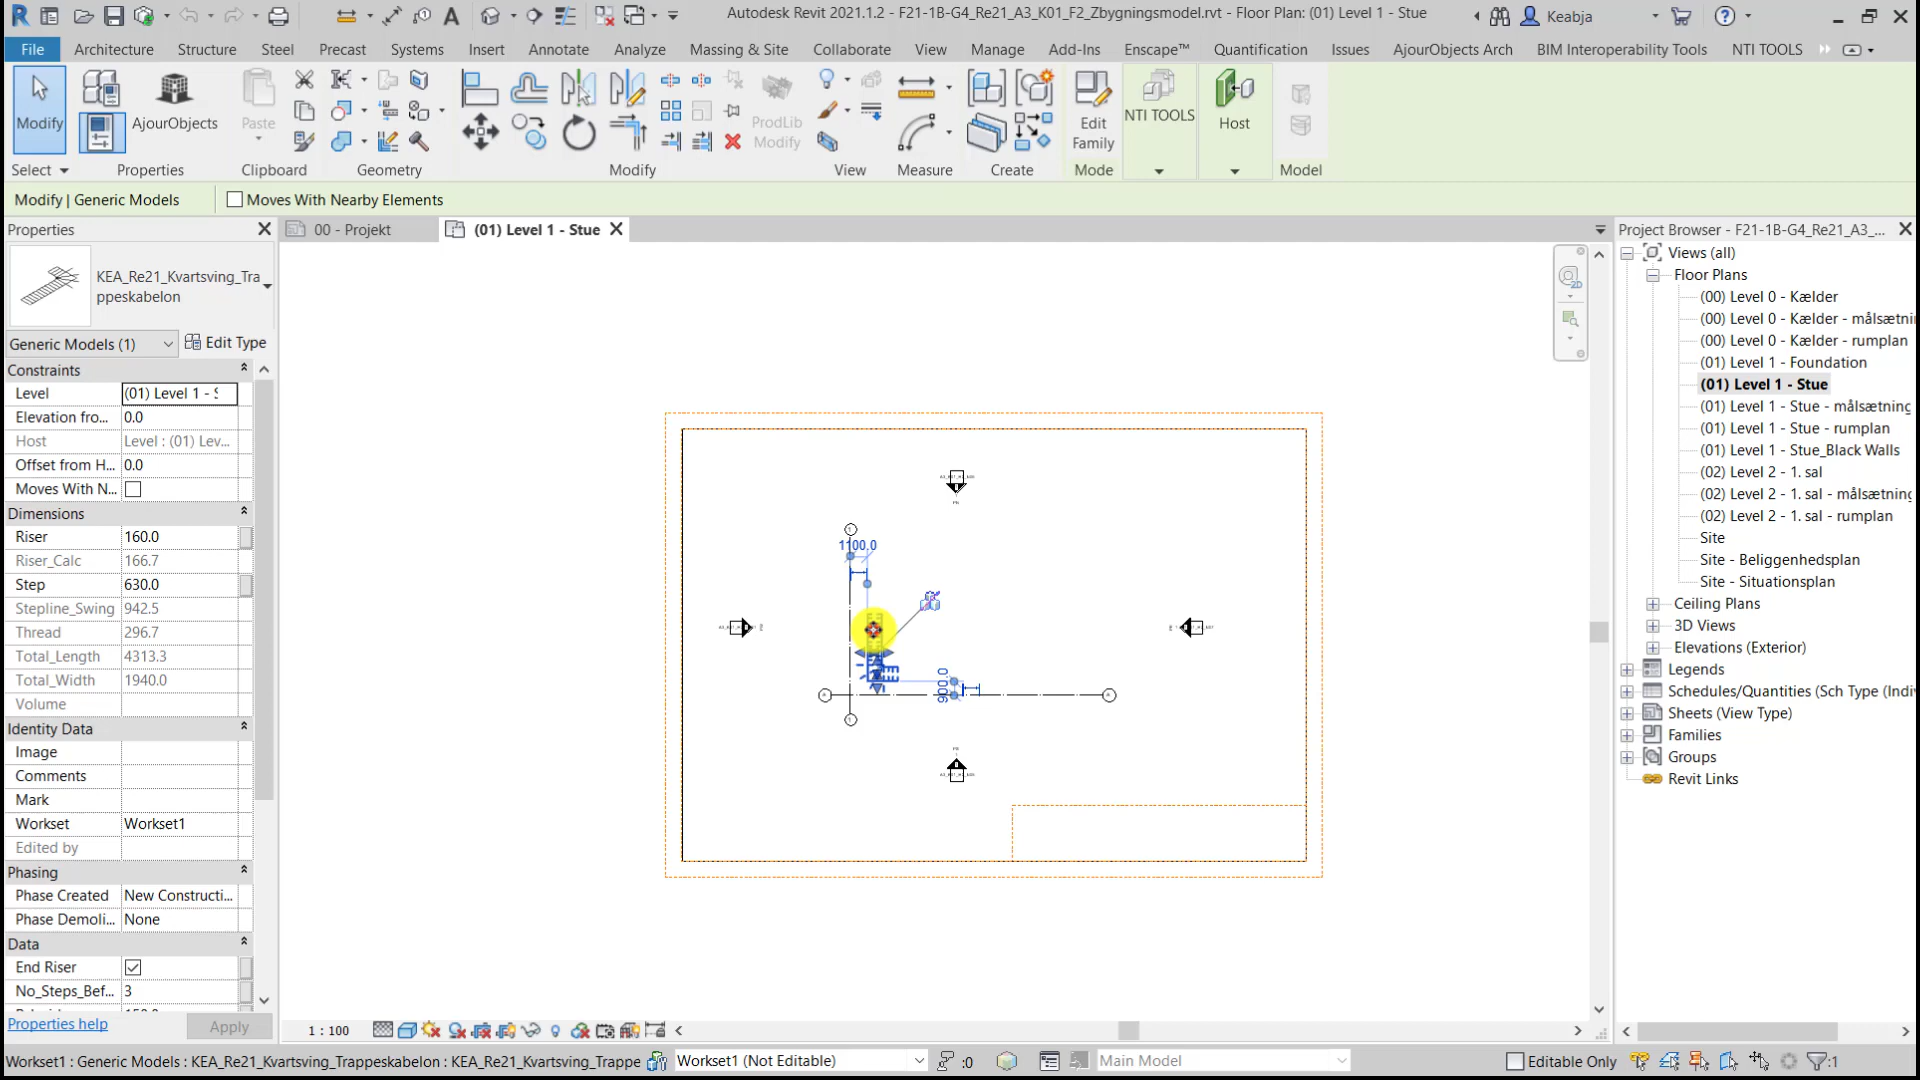 Autodesk Revit 2021.1.2 - F21-1B-G4_Re21_A3_K01_F2_Zbygningsmodel.rvt - Floor Plan: (01) Level 1 - Stue
Keabja
File Architecture Structure Steel Precast Systems Insert Annotate Analyze Massing & Site Collaborate View Manage Add-Ins Enscape™ Quantification Issues AjourObjects Arch BIM Interoperability Tools NTI TOOLS
Modify
AjourObjects
Paste
ProdLib
Modify
Edit
Family
NTI TOOLS
Host
Select Properties Clipboard Geometry Modify View Measure Create Mode Model
Modify | Generic Models Moves With Nearby Elements
Properties
00 - Projekt
(01) Level 1 - Stue
Project Browser - F21-1B-G4_Re21_A3_...
KEA_Re21_Kvartsving_Tra
ppeskabelon
Generic Models (1)
Edit Type
Constraints
Level (01) Level 1 - S
Elevation fro... 0.0
Host Level : (01) Lev...
Offset from H... 0.0
Moves With N...
Dimensions
Riser 160.0
Riser_Calc 166.7
Step 630.0
Stepline_Swing 942.5
Thread 296.7
Total_Length 4313.3
Total_Width 1940.0
Volume
Identity Data
Image
Comments
Mark
Workset Workset1
Edited by
Phasing
Phase Created New Constructi...
Phase Demoli... None
Data
End Riser
No_Steps_Bef... 3
Properties help
Apply
1100.0
900.0
2D
Views (all)
Floor Plans
(00) Level 0 - Kælder
(00) Level 0 - Kælder - målsætnin
(00) Level 0 - Kælder - rumplan
(01) Level 1 - Foundation
(01) Level 1 - Stue
(01) Level 1 - Stue - målsætning
(01) Level 1 - Stue - rumplan
(01) Level 1 - Stue_Black Walls
(02) Level 2 - 1. sal
(02) Level 2 - 1. sal - målsætning
(02) Level 2 - 1. sal - rumplan
Site
Site - Beliggenhedsplan
Site - Situationsplan
Ceiling Plans
3D Views
Elevations (Exterior)
Legends
Schedules/Quantities (Sch Type (Indiv
Sheets (View Type)
Families
Groups
Revit Links
1 : 100
Workset1 : Generic Models : KEA_Re21_Kvartsving_Trappeskabelon : KEA_Re21_Kvartsving_Trappe
Workset1 (Not Editable)
:0
Main Model
Editable Only
:1